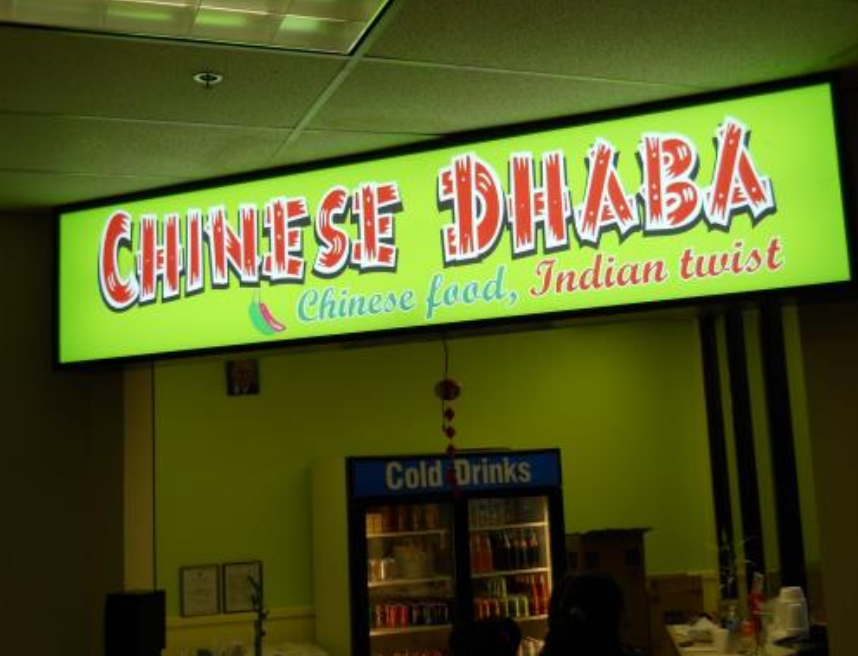 CHINESE DHABA
Chinese food, Indian twist
Cold Drinks